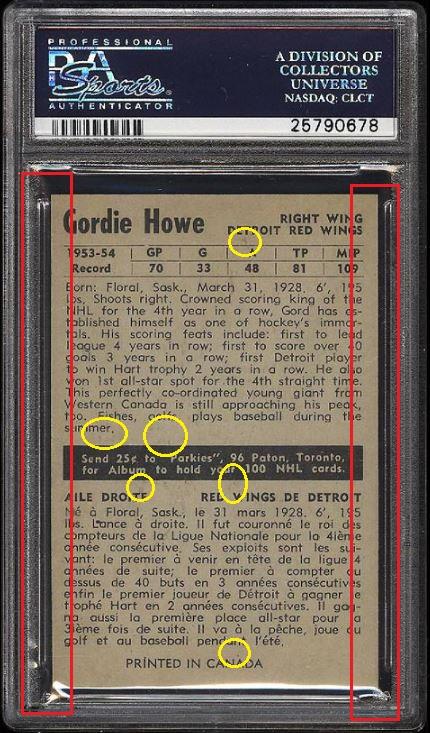 PROFESSIONAL
PSA
Sports
AUTHENTICATOR
A DIVISION OF
COLLECTORS
UNIVERSE
NASDAQ: CLCT
25790678
Gordie Howe
RIGHT WING
DETROIT RED WINGS
1953-54 | GP | G | A | TP | MIP
Record | 70 | 33 | 48 | 81 | 109
Born: Floral, Sask., March 31, 1928. 6', 195
lbs. Shoots right. Crowned scoring king of the
NHL for the 4th year in a row, Gord has es-
tablished himself as one of hockey's immor-
tals. His scoring feats include: first to lead
league 4 years in row; first to score over 40
goals 3 years in a row; first Detroit player
to win Hart trophy 2 years in a row. He also
won 1st all-star spot for the 4th straight time.
This perfectly co-ordinated young giant from
Western Canada is still approaching his peak,
too. Fishes, golfs, plays baseball during the
summer.
Send 25¢ to "Parkies", 96 Paton, Toronto,
for Album to hold your 100 NHL cards.
AILE DROITE RED WINGS DE DETROIT
Né à Floral, Sask., le 31 mars 1928. 6', 195
lbs. Lance à droite. Il fut couronné le roi des
compteurs de la Ligue Nationale pour la 4ième
année consécutive. Ses exploits sont les sui-
vant: le premier à venir en tête de la ligue 4
années de suite; le premier à compter au
dessus de 40 buts en 3 années consécutives
enfin le premier joueur de Détroit à gagner le
trophé Hart en 2 années consécutives. Il gag-
na aussi la première place all-star pour la
3ième fois de suite. Il va à la pêche, joue au
golf et au baseball pendant l'été.
PRINTED IN CANADA